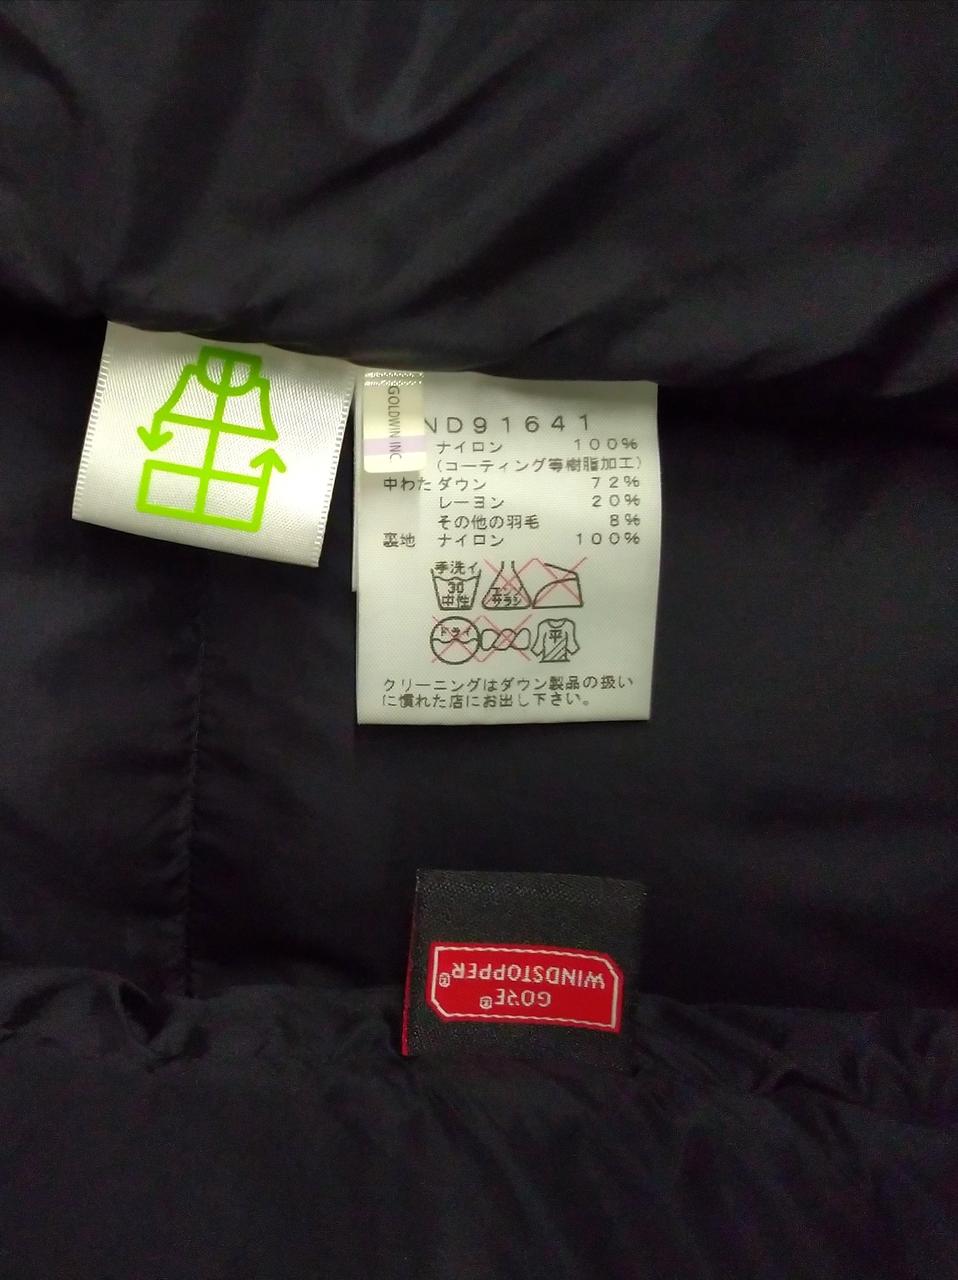 GOLDWIN INC
ND91641
ナイロン 100%
(コーティング等樹脂加工)
中わた ダウン 72%
レーヨン 20%
その他の羽毛 8%
裏地 ナイロン 100%
手洗イ
30
中性
エンソ
サラシ
ドライ
平
クリーニングはダウン製品の扱い
に慣れた店にお出し下さい。
GORE®
WINDSTOPPER®